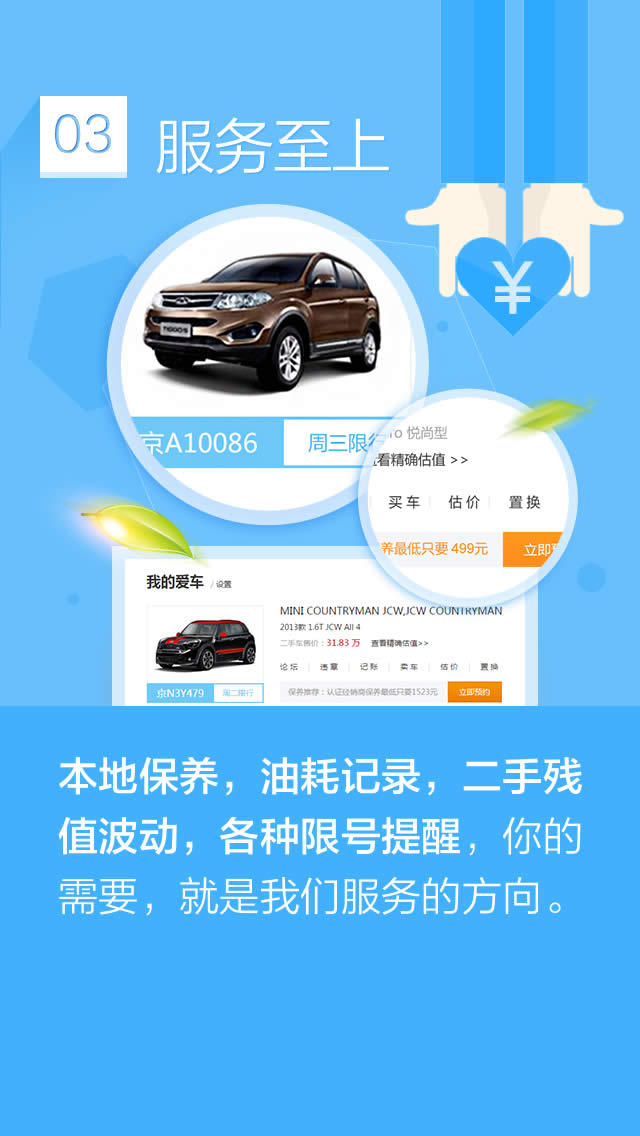 03
服务至上
¥
TIGGO5
京A10086
周三限行
ro 悦尚型
查看精确估值 >>
买车 估价 置换
养最低只要 499元
立即预
我的爱车 / 设置
MINI COUNTRYMAN JCW,JCW COUNTRYMAN
2013款 1.6T JCW All 4
二手车售价: 31.83 万 查看精确估值>>
论坛 违章 记账 卖车 估价 置换
京N3Y479 周二限行
保养推荐：认证经销商保养最低只要1523元 立即预约
本地保养，油耗记录，二手残
值波动，各种限号提醒，你的
需要，就是我们服务的方向。